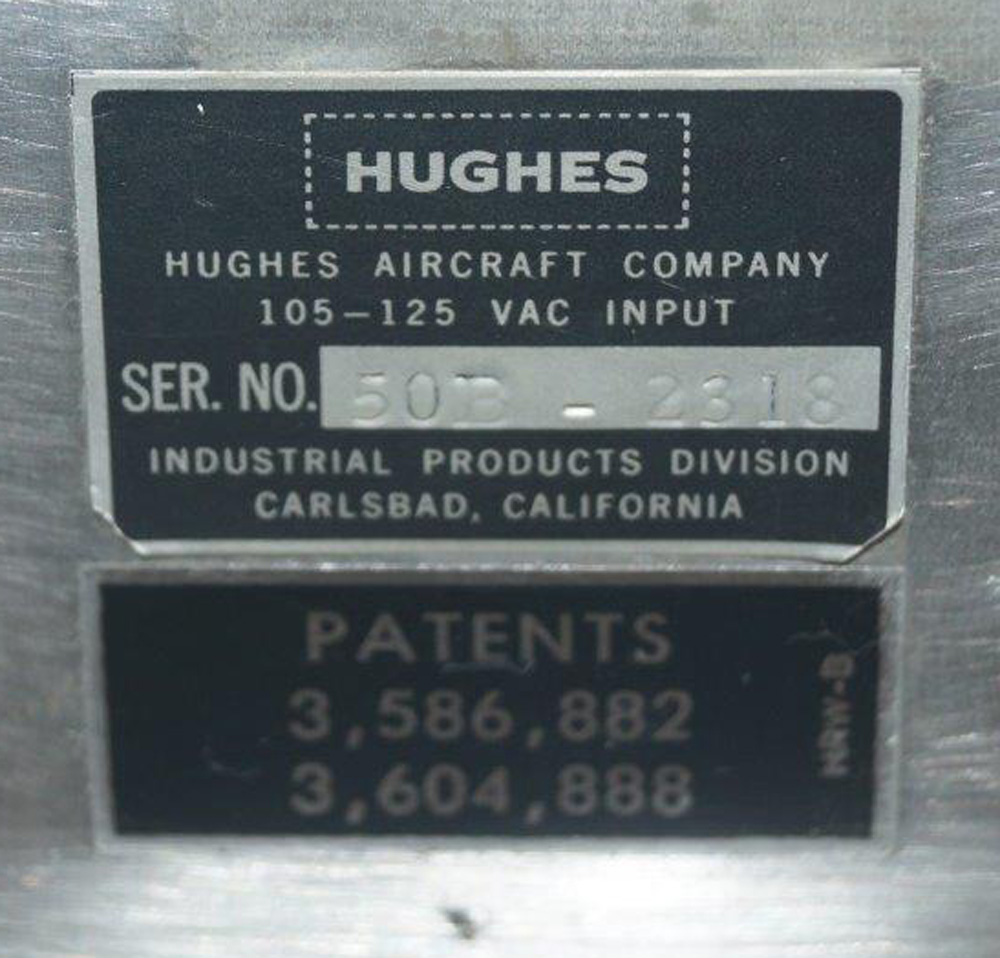 HUGHES
HUGHES AIRCRAFT COMPANY
105-125 VAC INPUT
SER. NO. 50B - 2318
INDUSTRIAL PRODUCTS DIVISION
CARLSBAD, CALIFORNIA
PATENTS
3,586,882
3,604,888
NRW-B